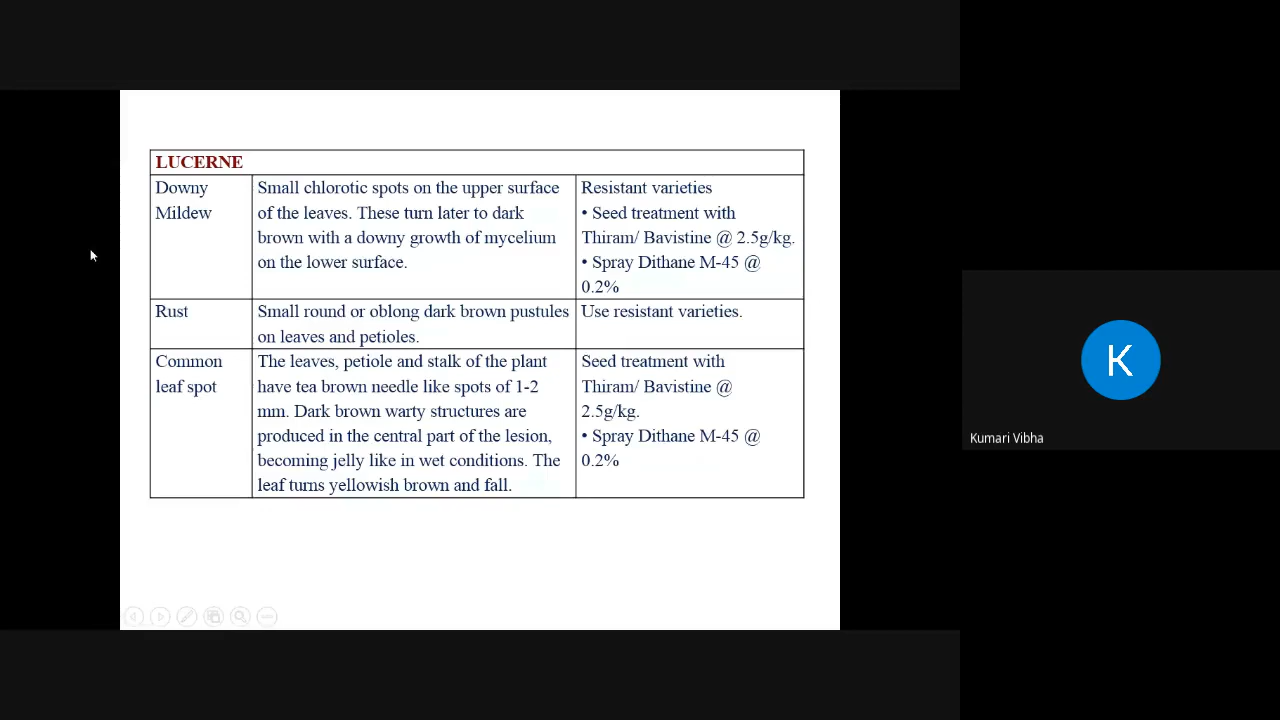 LUCERNE
Downy
Mildew
Small chlorotic spots on the upper surface
of the leaves. These turn later to dark
brown with a downy growth of mycelium
on the lower surface.
Resistant varieties
• Seed treatment with
Thiram/ Bavistine @ 2.5g/kg.
• Spray Dithane M-45 @
0.2%
Rust
Small round or oblong dark brown pustules
on leaves and petioles.
Use resistant varieties.
Common
leaf spot
The leaves, petiole and stalk of the plant
have tea brown needle like spots of 1-2
mm. Dark brown warty structures are
produced in the central part of the lesion,
becoming jelly like in wet conditions. The
leaf turns yellowish brown and fall.
Seed treatment with
Thiram/ Bavistine @
2.5g/kg.
• Spray Dithane M-45 @
0.2%
K
Kumari Vibha